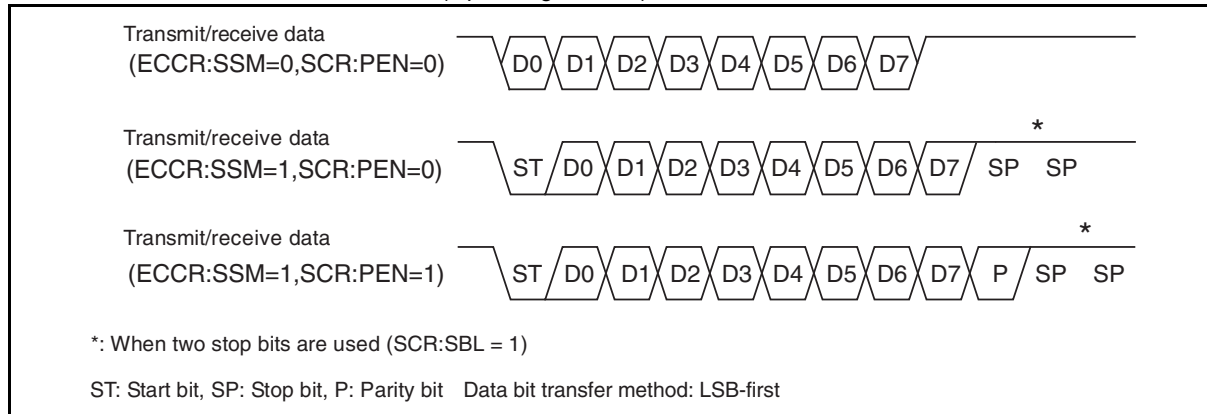 Transmit/receive data
(ECCR:SSM=0,SCR:PEN=0) D0 D1 D2 D3 D4 D5 D6 D7
*
Transmit/receive data
(ECCR:SSM=1,SCR:PEN=0) ST D0 D1 D2 D3 D4 D5 D6 D7 SP SP
*
Transmit/receive data
(ECCR:SSM=1,SCR:PEN=1) ST D0 D1 D2 D3 D4 D5 D6 D7 P SP SP
*: When two stop bits are used (SCR:SBL = 1)
ST: Start bit, SP: Stop bit, P: Parity bit Data bit transfer method: LSB-first